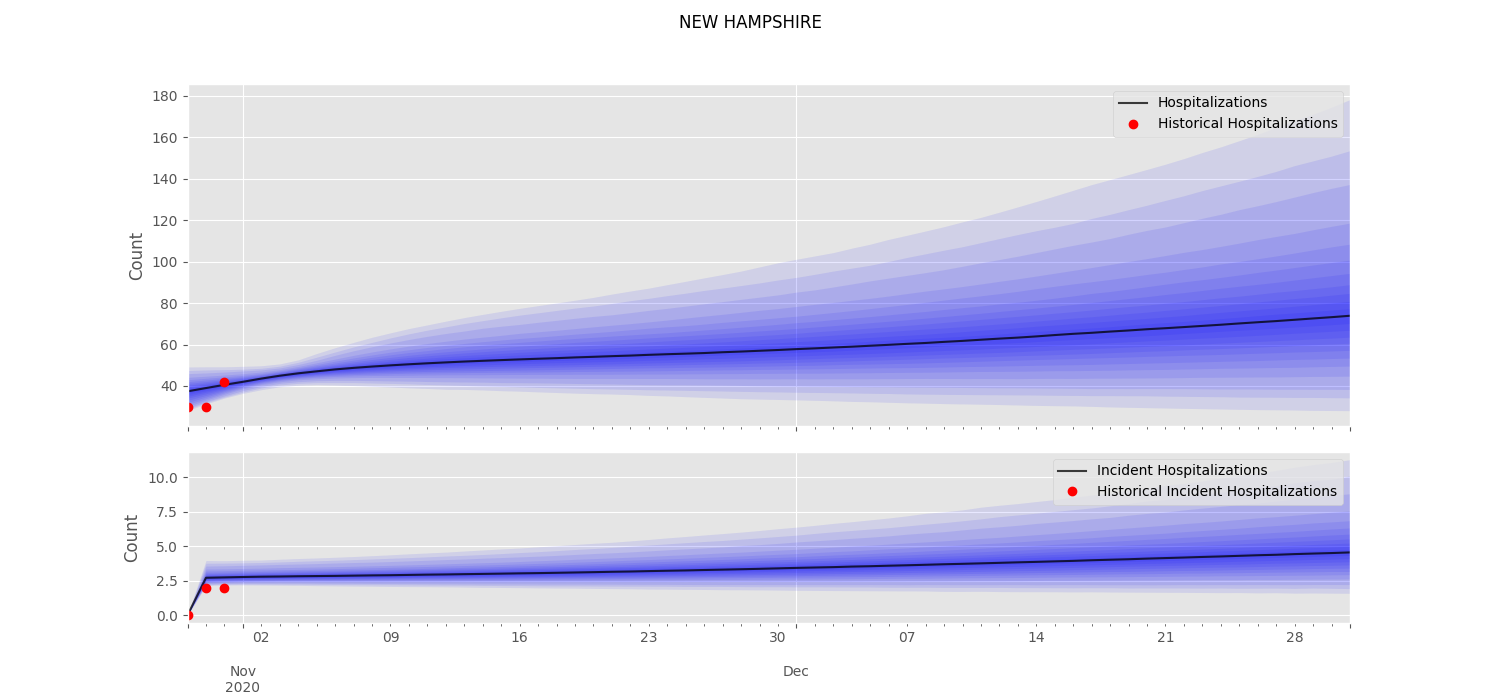 NEW HAMPSHIRE
180
160
140
120
100
80
60
40
Count
Hospitalizations
Historical Hospitalizations
10.0
7.5
5.0
2.5
0.0
Count
Incident Hospitalizations
Historical Incident Hospitalizations
02 09 16 23 30 07 14 21 28
Nov Dec
2020